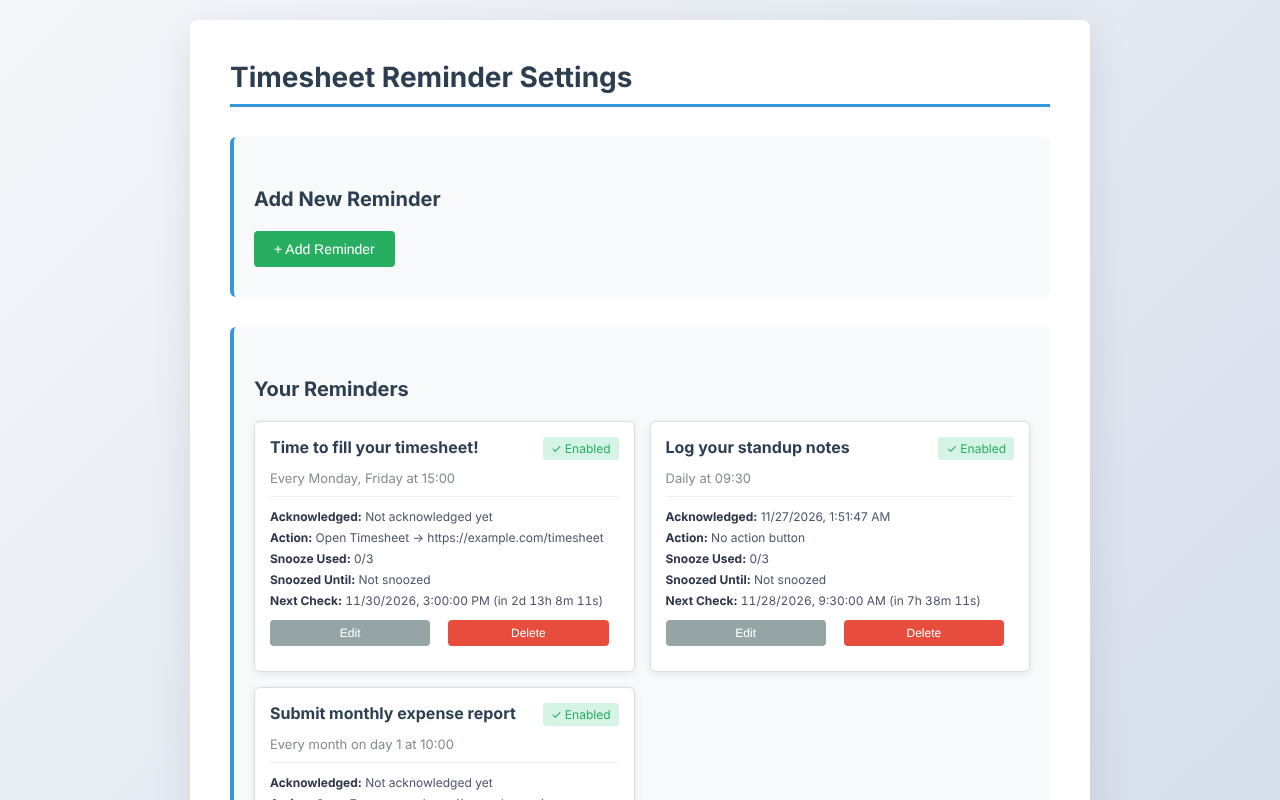 Timesheet Reminder Settings
Add New Reminder
+ Add Reminder
Your Reminders
Time to fill your timesheet!
✓ Enabled
Every Monday, Friday at 15:00
Acknowledged: Not acknowledged yet
Action: Open Timesheet → https://example.com/timesheet
Snooze Used: 0/3
Snoozed Until: Not snoozed
Next Check: 11/30/2026, 3:00:00 PM (in 2d 13h 8m 11s)
Edit
Delete
Log your standup notes
✓ Enabled
Daily at 09:30
Acknowledged: 11/27/2026, 1:51:47 AM
Action: No action button
Snooze Used: 0/3
Snoozed Until: Not snoozed
Next Check: 11/28/2026, 9:30:00 AM (in 7h 38m 11s)
Edit
Delete
Submit monthly expense report
✓ Enabled
Every month on day 1 at 10:00
Acknowledged: Not acknowledged yet